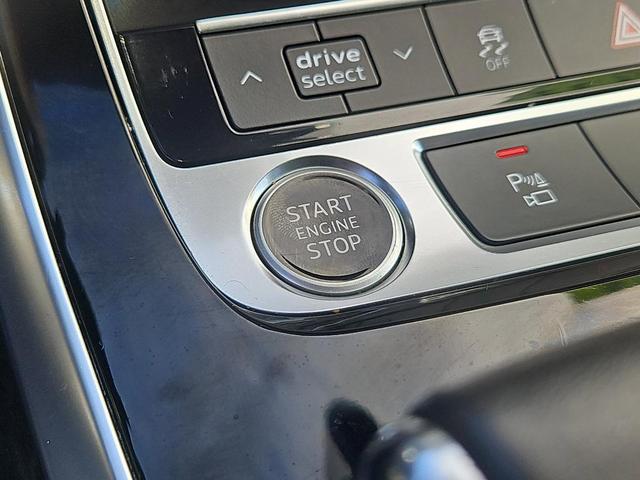 drive
select
OFF
START
ENGINE
STOP
P